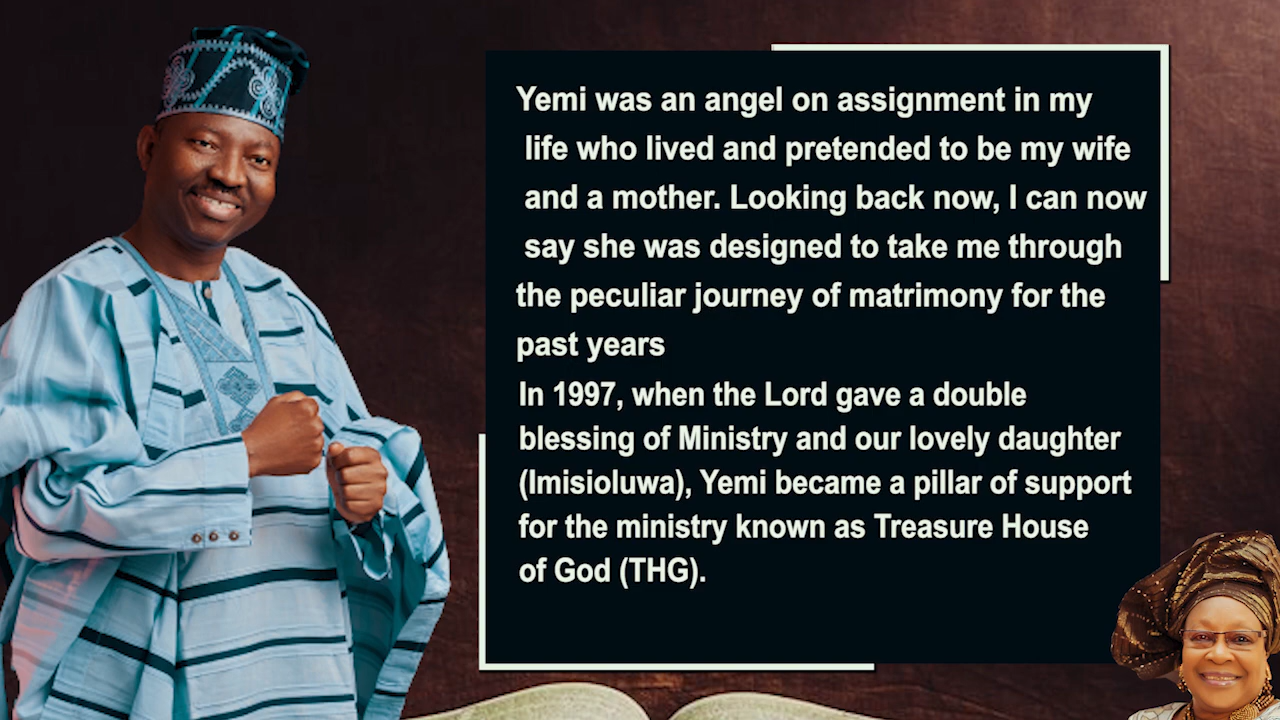 Yemi was an angel on assignment in my
life who lived and pretended to be my wife
and a mother. Looking back now, I can now
say she was designed to take me through
the peculiar journey of matrimony for the
past years
In 1997, when the Lord gave a double
blessing of Ministry and our lovely daughter
(Imisioluwa), Yemi became a pillar of support
for the ministry known as Treasure House
of God (THG).